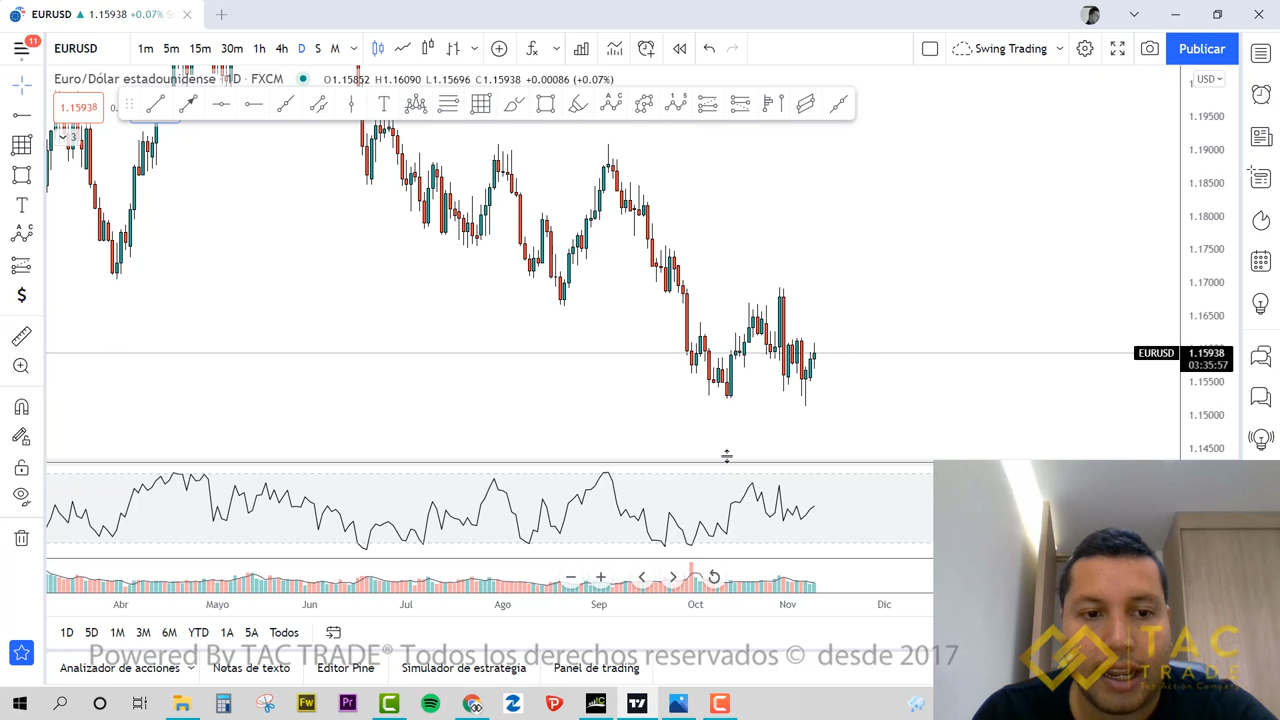 EURUSD ▲ 1.15938 +0.07%
11
EURUSD 1m 5m 15m 30m 1h 4h D S M Swing Trading Publicar
Euro/Dólar estadounidense · 1D · FXCM O1.15852 H1.16090 L1.15696 C1.15938 +0.00086 (+0.07%)
USD
1.15938
3
1.19500
1.19000
1.18500
1.18000
1.17500
1.17000
1.16500
EURUSD 1.15938
03:35:57
1.15500
1.15000
1.14500
Abr Mayo Jun Jul Ago Sep Oct Nov Dic
1D 5D 1M 3M 6M YTD 1A 5A Todos
Powered By TAC TRADE® Todos los derechos reservados © desde 2017
Analizador de acciones Notas de texto Editor Pine Simulador de estrategia Panel de trading
TAC
TRADE